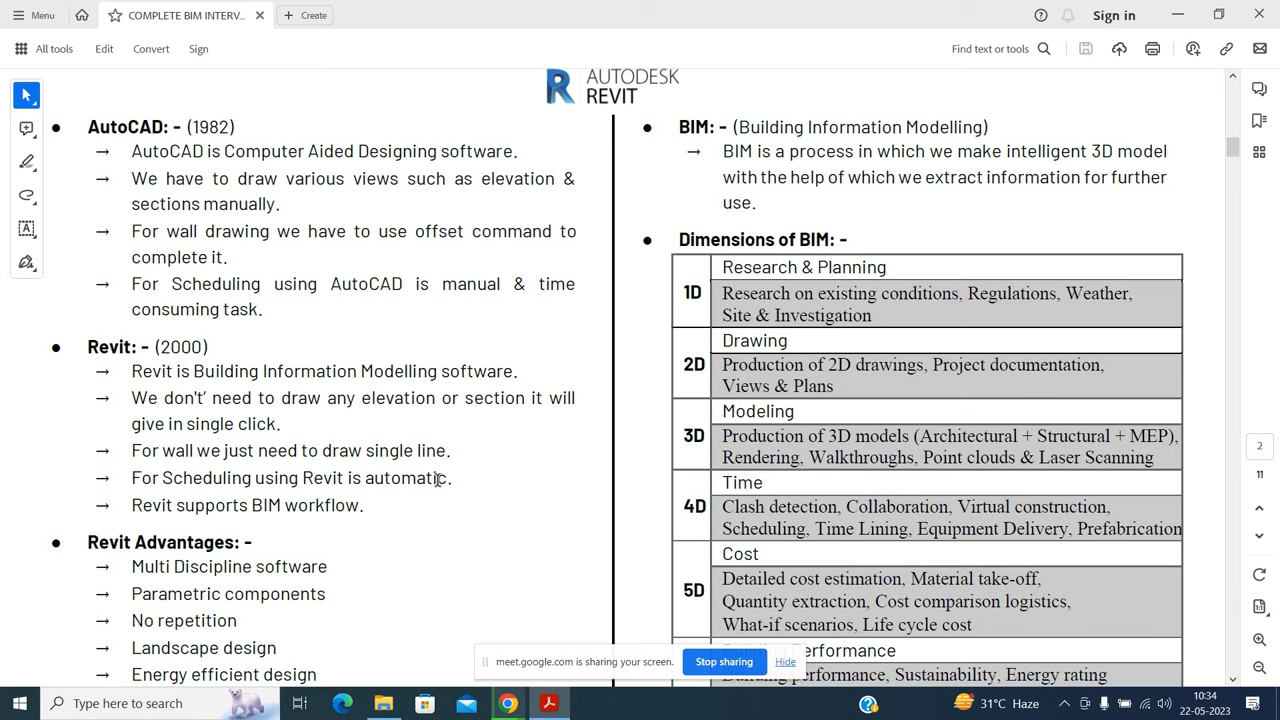 Menu
COMPLETE BIM INTERV...
Create
Sign in
All tools
Edit
Convert
Sign
Find text or tools
AUTODESK
REVIT
● AutoCAD: - (1982)
→ AutoCAD is Computer Aided Designing software.
→ We have to draw various views such as elevation &
sections manually.
→ For wall drawing we have to use offset command to
complete it.
→ For Scheduling using AutoCAD is manual & time
consuming task.
● Revit: - (2000)
→ Revit is Building Information Modelling software.
→ We don't' need to draw any elevation or section it will
give in single click.
→ For wall we just need to draw single line.
→ For Scheduling using Revit is automatic.
→ Revit supports BIM workflow.
● Revit Advantages: -
→ Multi Discipline software
→ Parametric components
→ No repetition
→ Landscape design
→ Energy efficient design
● BIM: - (Building Information Modelling)
→ BIM is a process in which we make intelligent 3D model
with the help of which we extract information for further
use.
● Dimensions of BIM: -
1D
Research & Planning
Research on existing conditions, Regulations, Weather,
Site & Investigation
2D
Drawing
Production of 2D drawings, Project documentation,
Views & Plans
3D
Modeling
Production of 3D models (Architectural + Structural + MEP),
Rendering, Walkthroughs, Point clouds & Laser Scanning
4D
Time
Clash detection, Collaboration, Virtual construction,
Scheduling, Time Lining, Equipment Delivery, Prefabrication
5D
Cost
Detailed cost estimation, Material take-off,
Quantity extraction, Cost comparison logistics,
What-if scenarios, Life cycle cost
Performance
Building performance, Sustainability, Energy rating
2
11
meet.google.com is sharing your screen.
Stop sharing
Hide
Type here to search
31°C Haze
10:34
22-05-2023